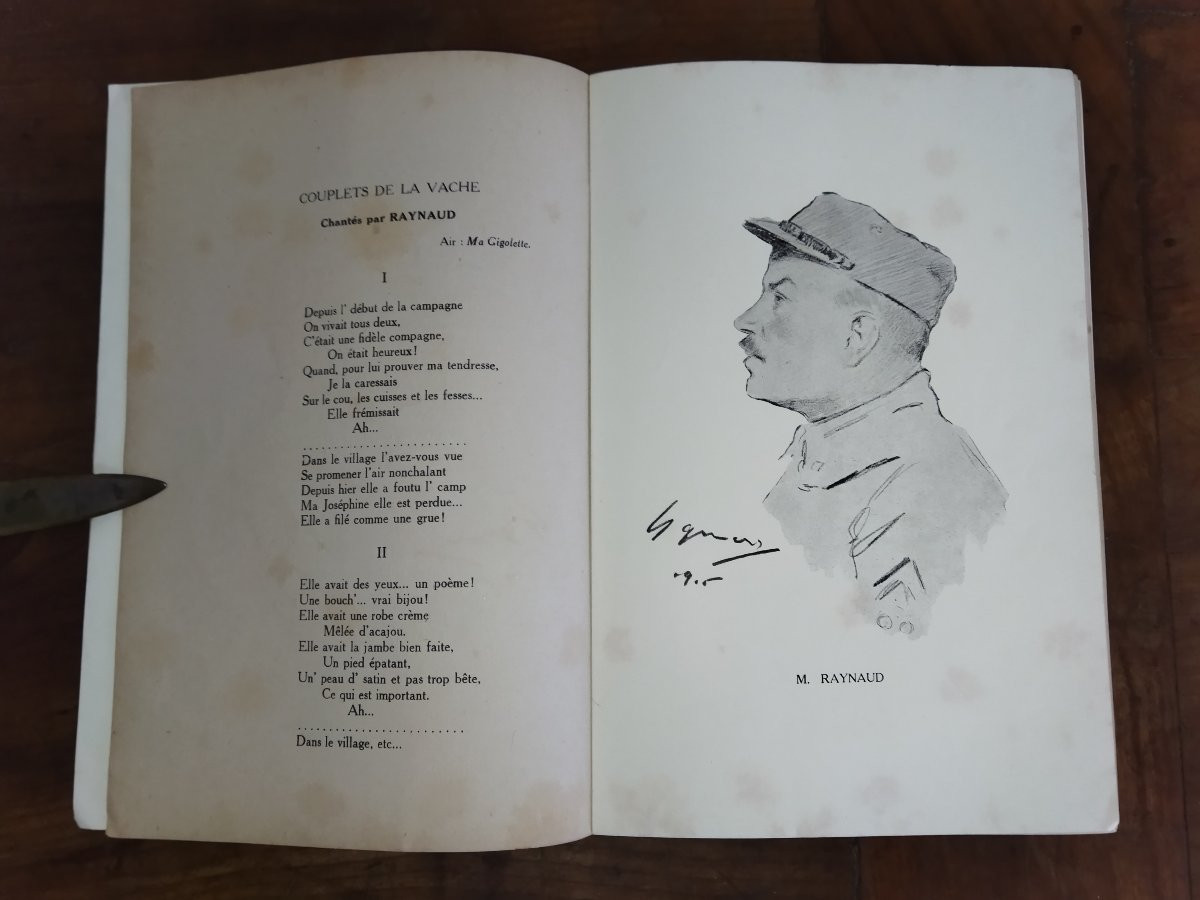 COUPLETS DE LA VACHE
Chantés par RAYNAUD
Air : Ma Gigolette.
I
Depuis l' début de la campagne
On vivait tous deux,
C'était une fidèle compagne,
On était heureux!
Quand, pour lui prouver ma tendresse,
Je la caressais
Sur le cou, les cuisses et les fesses...
Elle frémissait
Ah...
. . . . . . . . . . . . . . . . . . . . . . . . . .
Dans le village l'avez-vous vue
Se promener l'air nonchalant
Depuis hier elle a foutu l' camp
Ma Joséphine elle est perdue...
Elle a filé comme une grue!
II
Elle avait des yeux... un poème!
Une bouch'... vrai bijou!
Elle avait une robe crème
Mêlée d'acajou.
Elle avait la jambe bien faite,
Un pied épatant,
Un' peau d' satin et pas trop bête,
Ce qui est important.
Ah...
. . . . . . . . . . . . . . . . . . . . . . . . . .
Dans le village, etc...
M. RAYNAUD